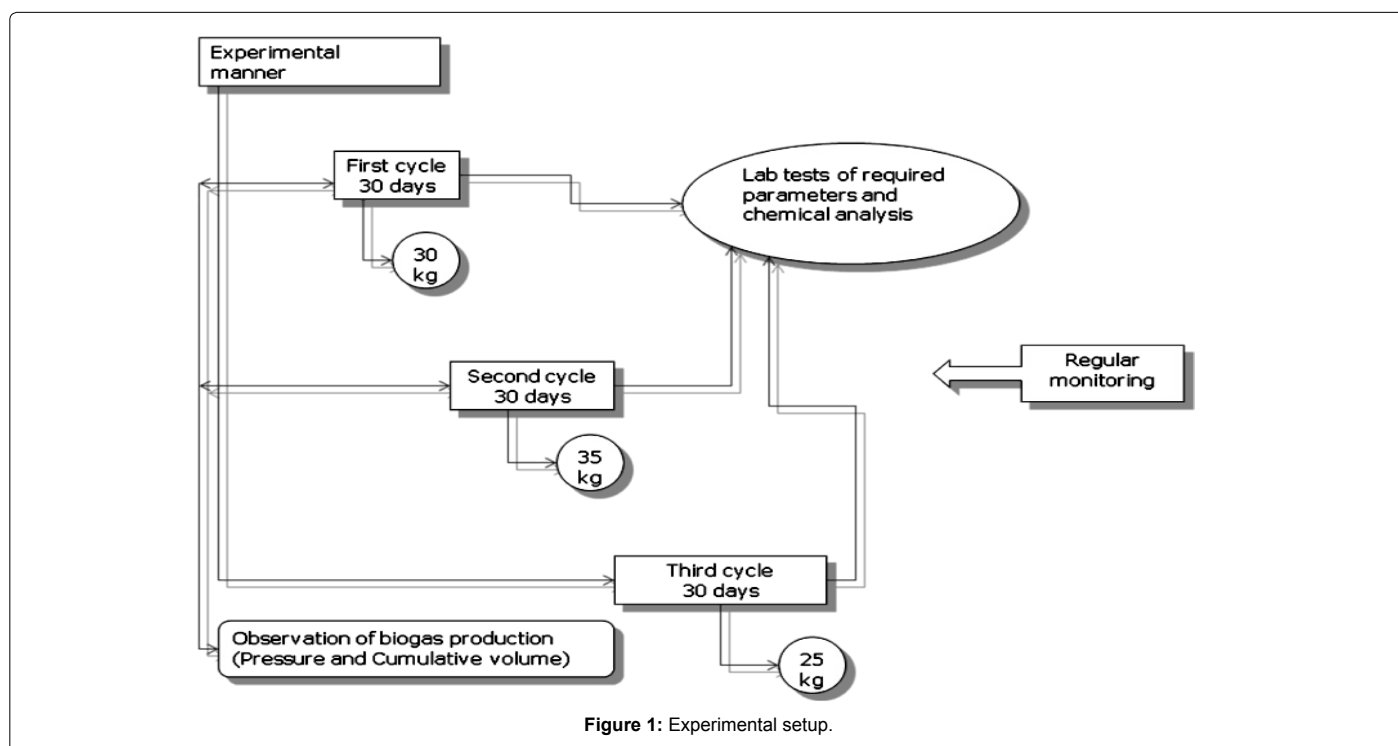 Experimental
manner
First cycle
30 days
Lab tests of required
parameters and
chemical analysis
30
kg
Second cycle
30 days
Regular
monitoring
35
kg
Third cycle
30 days
Observation of biogas production
(Pressure and Cumulative volume)
25
kg
Figure 1: Experimental setup.